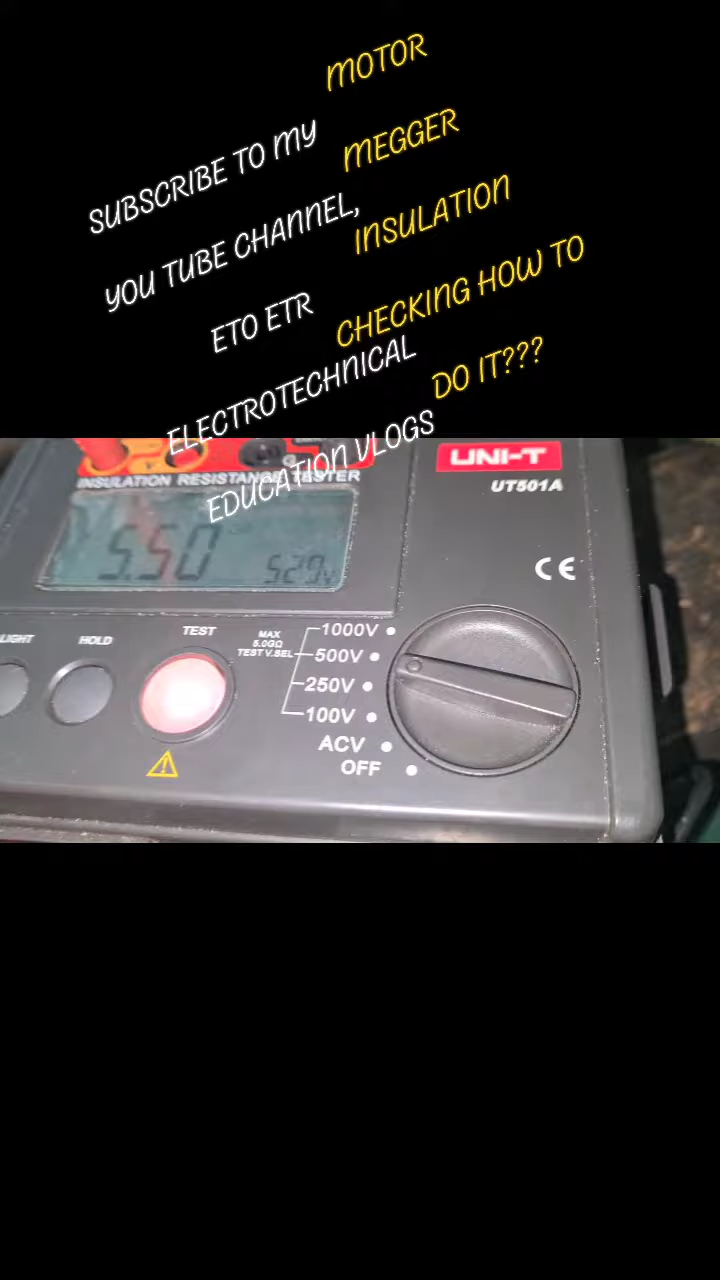 MOTOR
SUBSCRIBE TO MY
MEGGER
YOU TUBE CHANNEL,
INSULATION
ETO ETR
CHECKING HOW TO
ELECTROTECHNICAL
DO IT???
EDUCATION VLOGS
UNI-T
INSULATION RESISTANCE TESTER
UT501A
5.50
529V
CE
LIGHT
HOLD
TEST
MAX
5.0GΩ
TEST V.SEL
1000V
500V
250V
100V
ACV
OFF